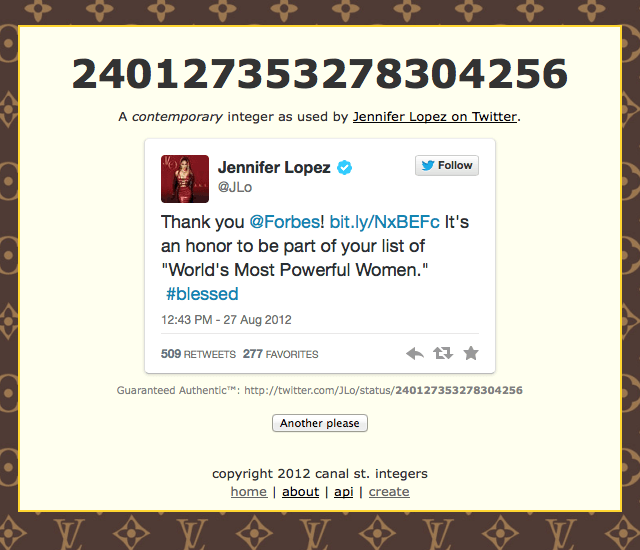 240127353278304256
A contemporary integer as used by Jennifer Lopez on Twitter.
Jennifer Lopez
Follow
@JLo
Thank you @Forbes! bit.ly/NxBEFc It's
an honor to be part of your list of
"World's Most Powerful Women."
#blessed
12:43 PM - 27 Aug 2012
509 RETWEETS 277 FAVORITES
Guaranteed Authentic™: http://twitter.com/JLo/status/240127353278304256
Another please
copyright 2012 canal st. integers
home | about | api | create